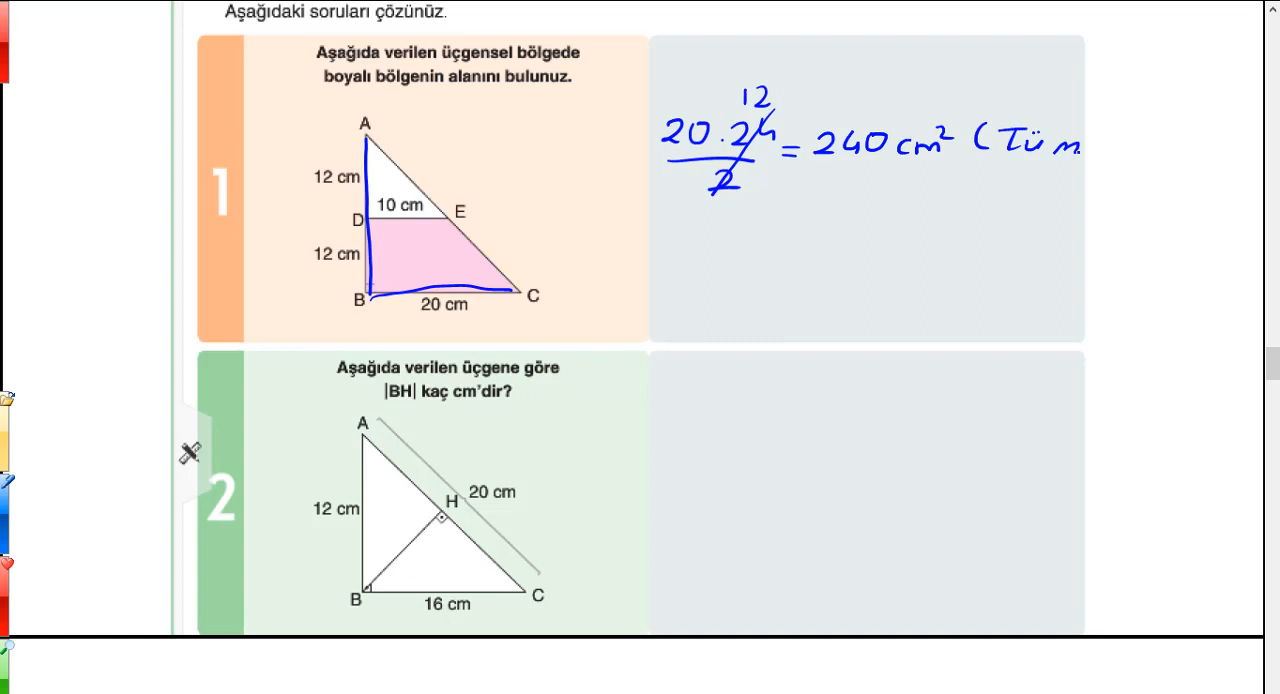 Aşağıdaki soruları çözünüz.
1
Aşağıda verilen üçgensel bölgede
boyalı bölgenin alanını bulunuz.
A
12 cm
10 cm
D
E
12 cm
B
20 cm
C
12
20.24
2
= 240 cm² (Tüm
2
Aşağıda verilen üçgene göre
|BH| kaç cm'dir?
A
H
20 cm
12 cm
B
16 cm
C